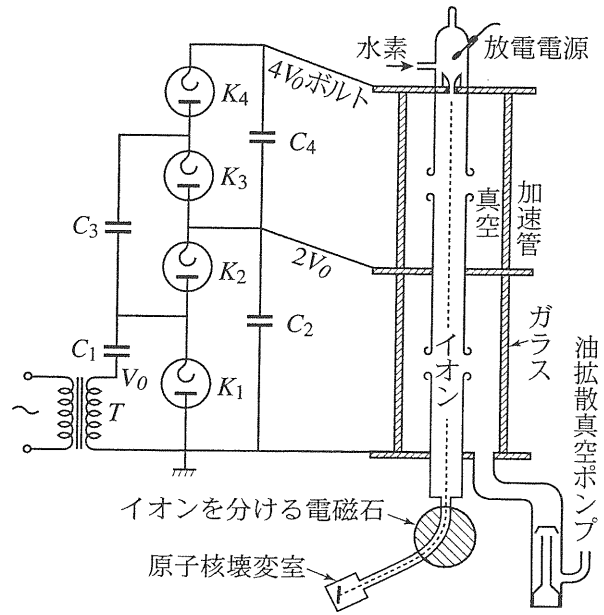 水素
放電電源
4V₀ボルト
K₄
C₄
K₃
真空
加速管
C₃
2V₀
K₂
C₂
ガラス
C₁
V₀
イオン
K₁
T
~
油拡散真空ポンプ
イオンを分ける電磁石
原子核壊変室